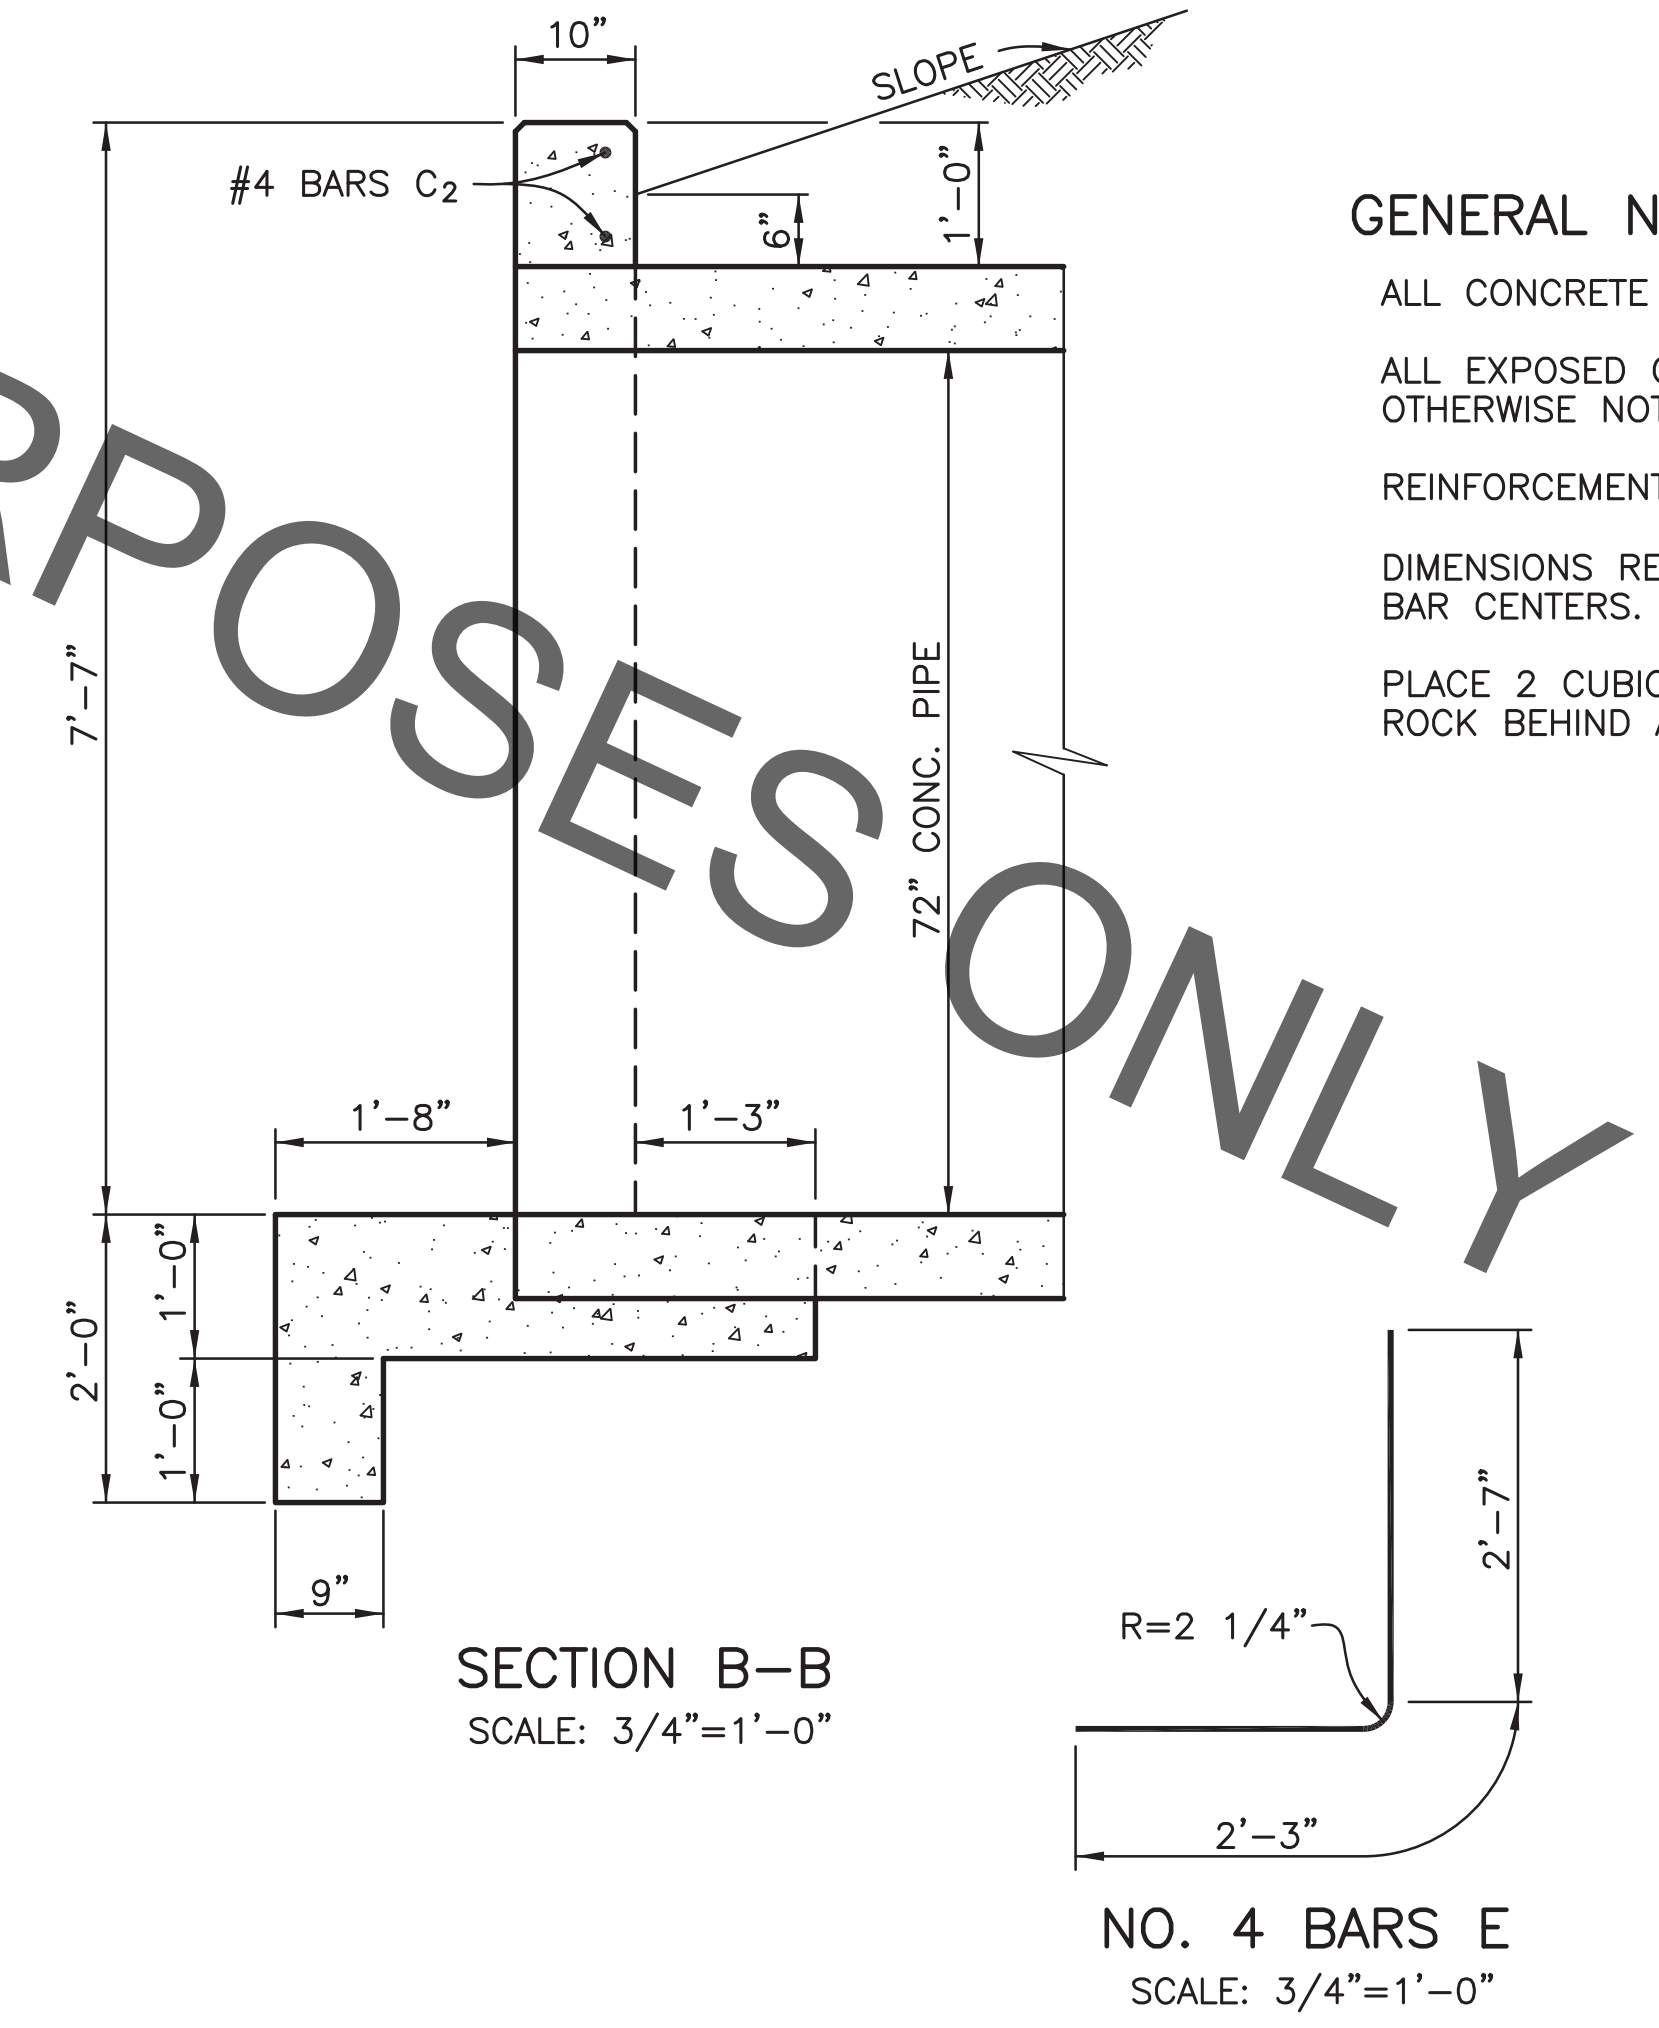 10"
SLOPE
#4 BARS C2
6"
1'-0"
7'-7"
72" CONC. PIPE
1'-8"
1'-3"
1'-0"
2'-0"
1'-0"
9"
SECTION B-B
SCALE: 3/4"=1'-0"
GENERAL
ALL CONCRETE
ALL EXPOSED
OTHERWISE
REINFORCEMENT
DIMENSIONS
BAR CENTERS.
PLACE 2 CUBIC
ROCK BEHIND
2'-7"
R=2 1/4"
2'-3"
NO. 4 BARS E
SCALE: 3/4"=1'-0"
RPOSES ONLY